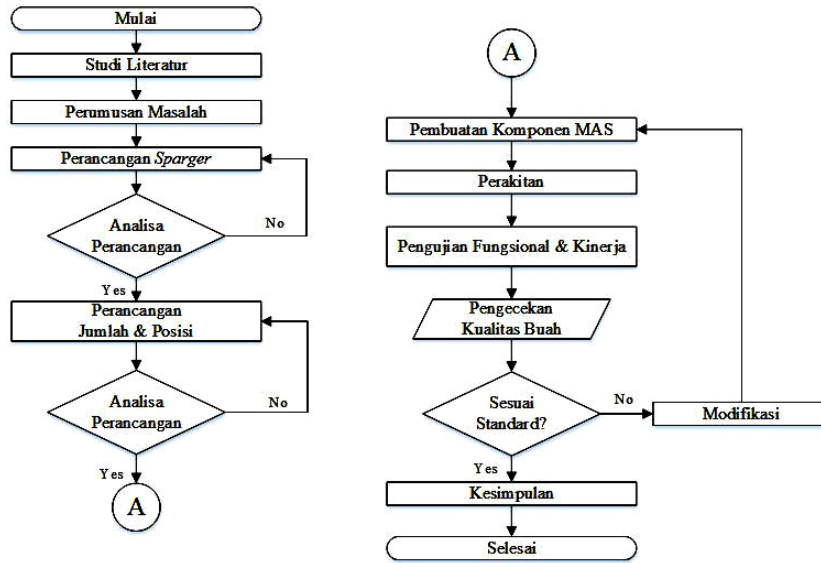 Mulai
Studi Literatur
Perumusan Masalah
Perancangan Sparger
Analisa
Perancangan
No
Yes
Perancangan
Jumlah & Posisi
Analisa
Perancangan
No
Yes
A
A
Pembuatan Komponen MAS
Perakitan
Pengujian Fungsional & Kinerja
Pengecekan
Kualitas Buah
Sesuai
Standard?
No
Modifikasi
Yes
Kesimpulan
Selesai